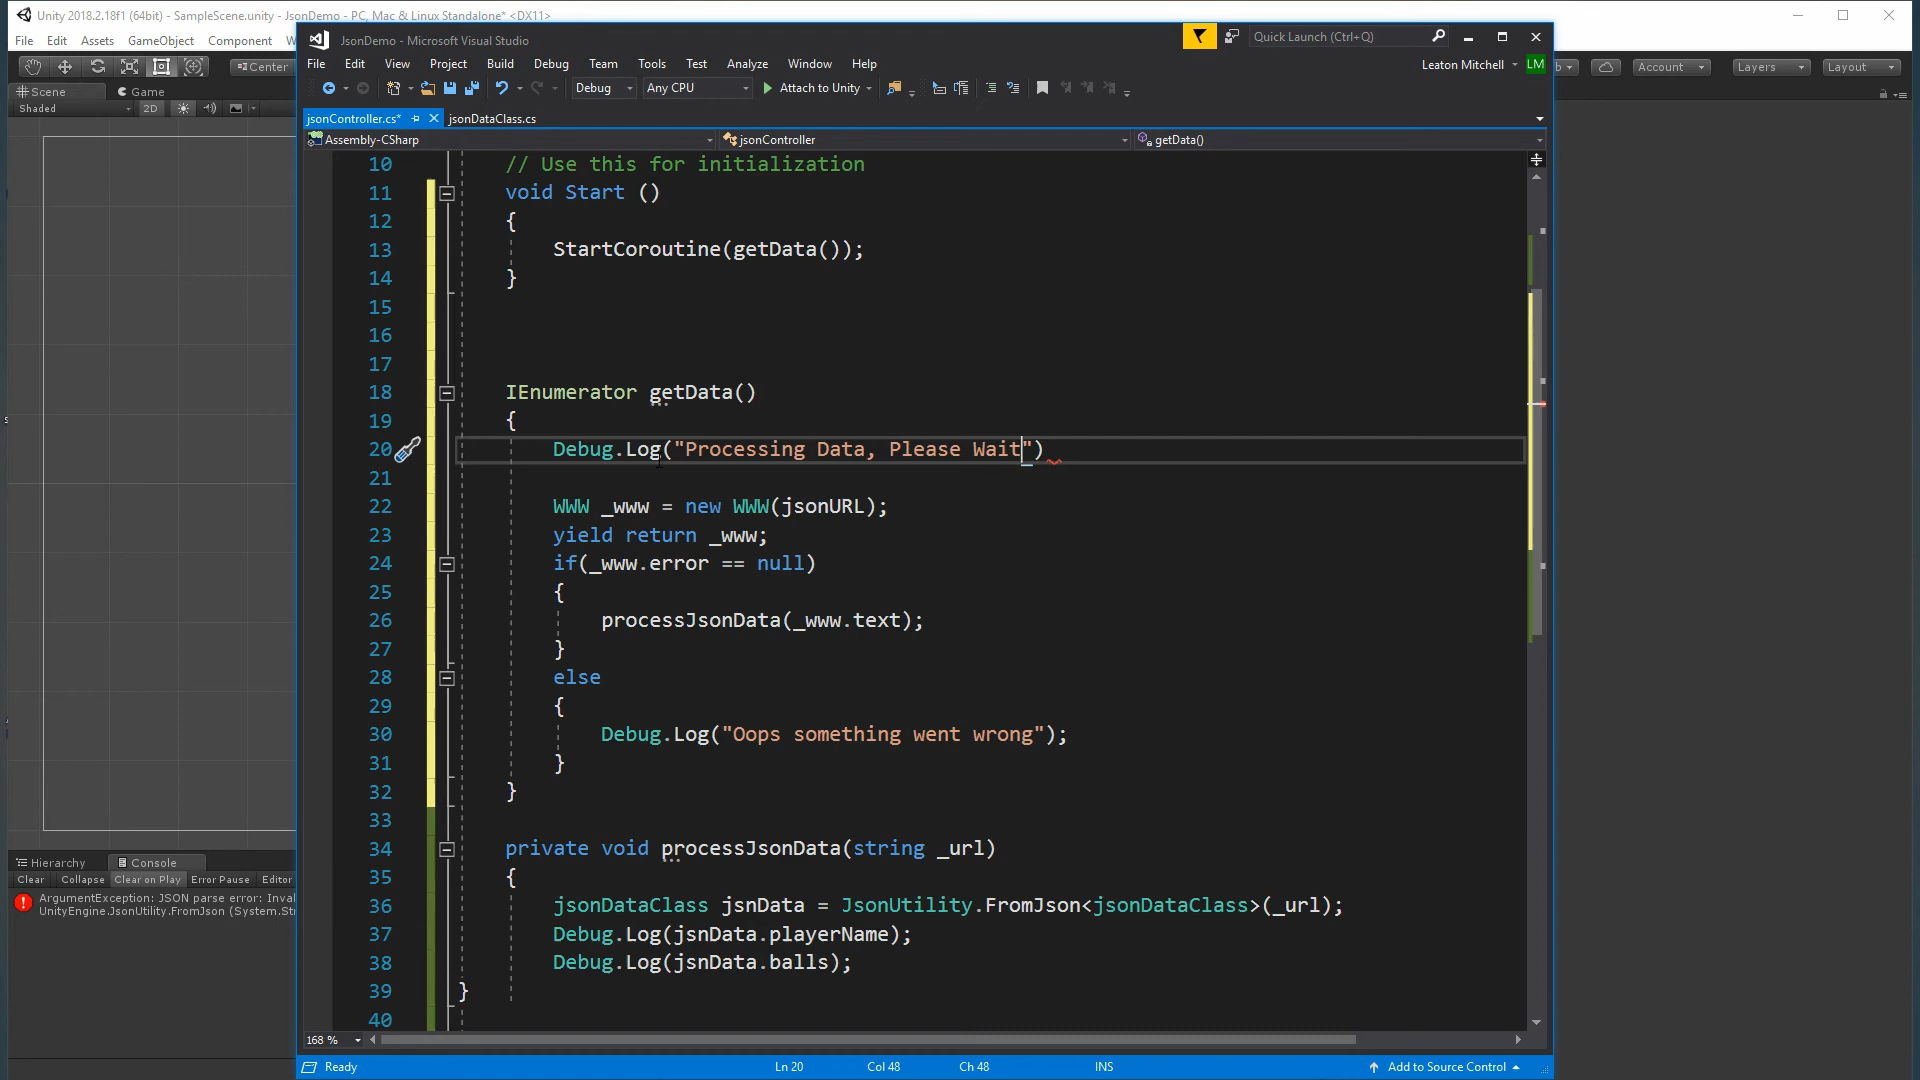 Unity 2018.2.18f1 (64bit) - SampleScene.unity - JsonDemo - PC, Mac & Linux Standalone* <DX11>
File Edit Assets GameObject Component W
Center
Account Layers Layout
Scene Game
Shaded 2D
JsonDemo - Microsoft Visual Studio
Quick Launch (Ctrl+Q)
File Edit View Project Build Debug Team Test Analyze Window Help
Leaton Mitchell LM
Debug Any CPU Attach to Unity
jsonController.cs* jsonDataClass.cs
Assembly-CSharp jsonController getData()
10 // Use this for initialization
11 void Start ()
12 {
13 StartCoroutine(getData());
14 }
15
16
17
18 IEnumerator getData()
19 {
20 Debug.Log("Processing Data, Please Wait")
21
22 WWW _www = new WWW(jsonURL);
23 yield return _www;
24 if(_www.error == null)
25 {
26 processJsonData(_www.text);
27 }
28 else
29 {
30 Debug.Log("Oops something went wrong");
31 }
32 }
33
34 private void processJsonData(string _url)
35 {
36 jsonDataClass jsnData = JsonUtility.FromJson<jsonDataClass>(_url);
37 Debug.Log(jsnData.playerName);
38 Debug.Log(jsnData.balls);
39 }
40
Hierarchy Console
Clear Collapse Clear on Play Error Pause Editor
ArgumentException: JSON parse error: Inval
UnityEngine.JsonUtility.FromJson (System.St
168 %
Ready Ln 20 Col 48 Ch 48 INS Add to Source Control